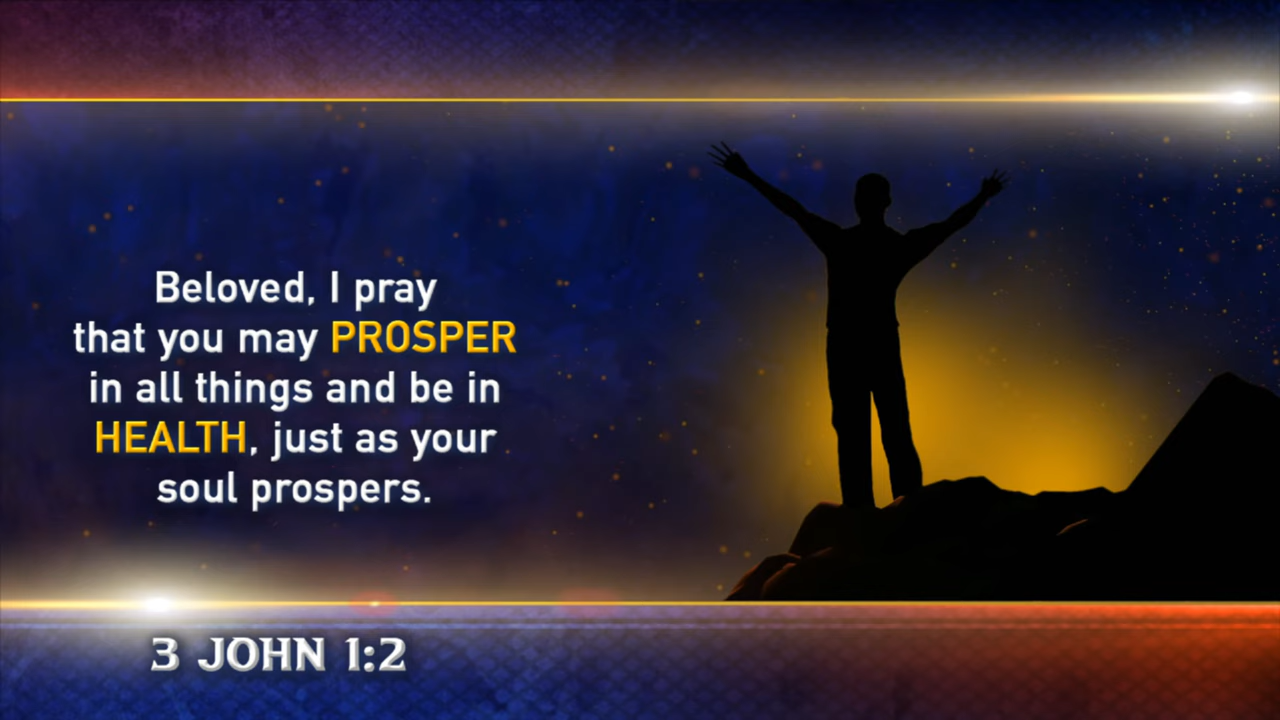 Beloved, I pray
that you may PROSPER
in all things and be in
HEALTH, just as your
soul prospers.
3 JOHN 1:2